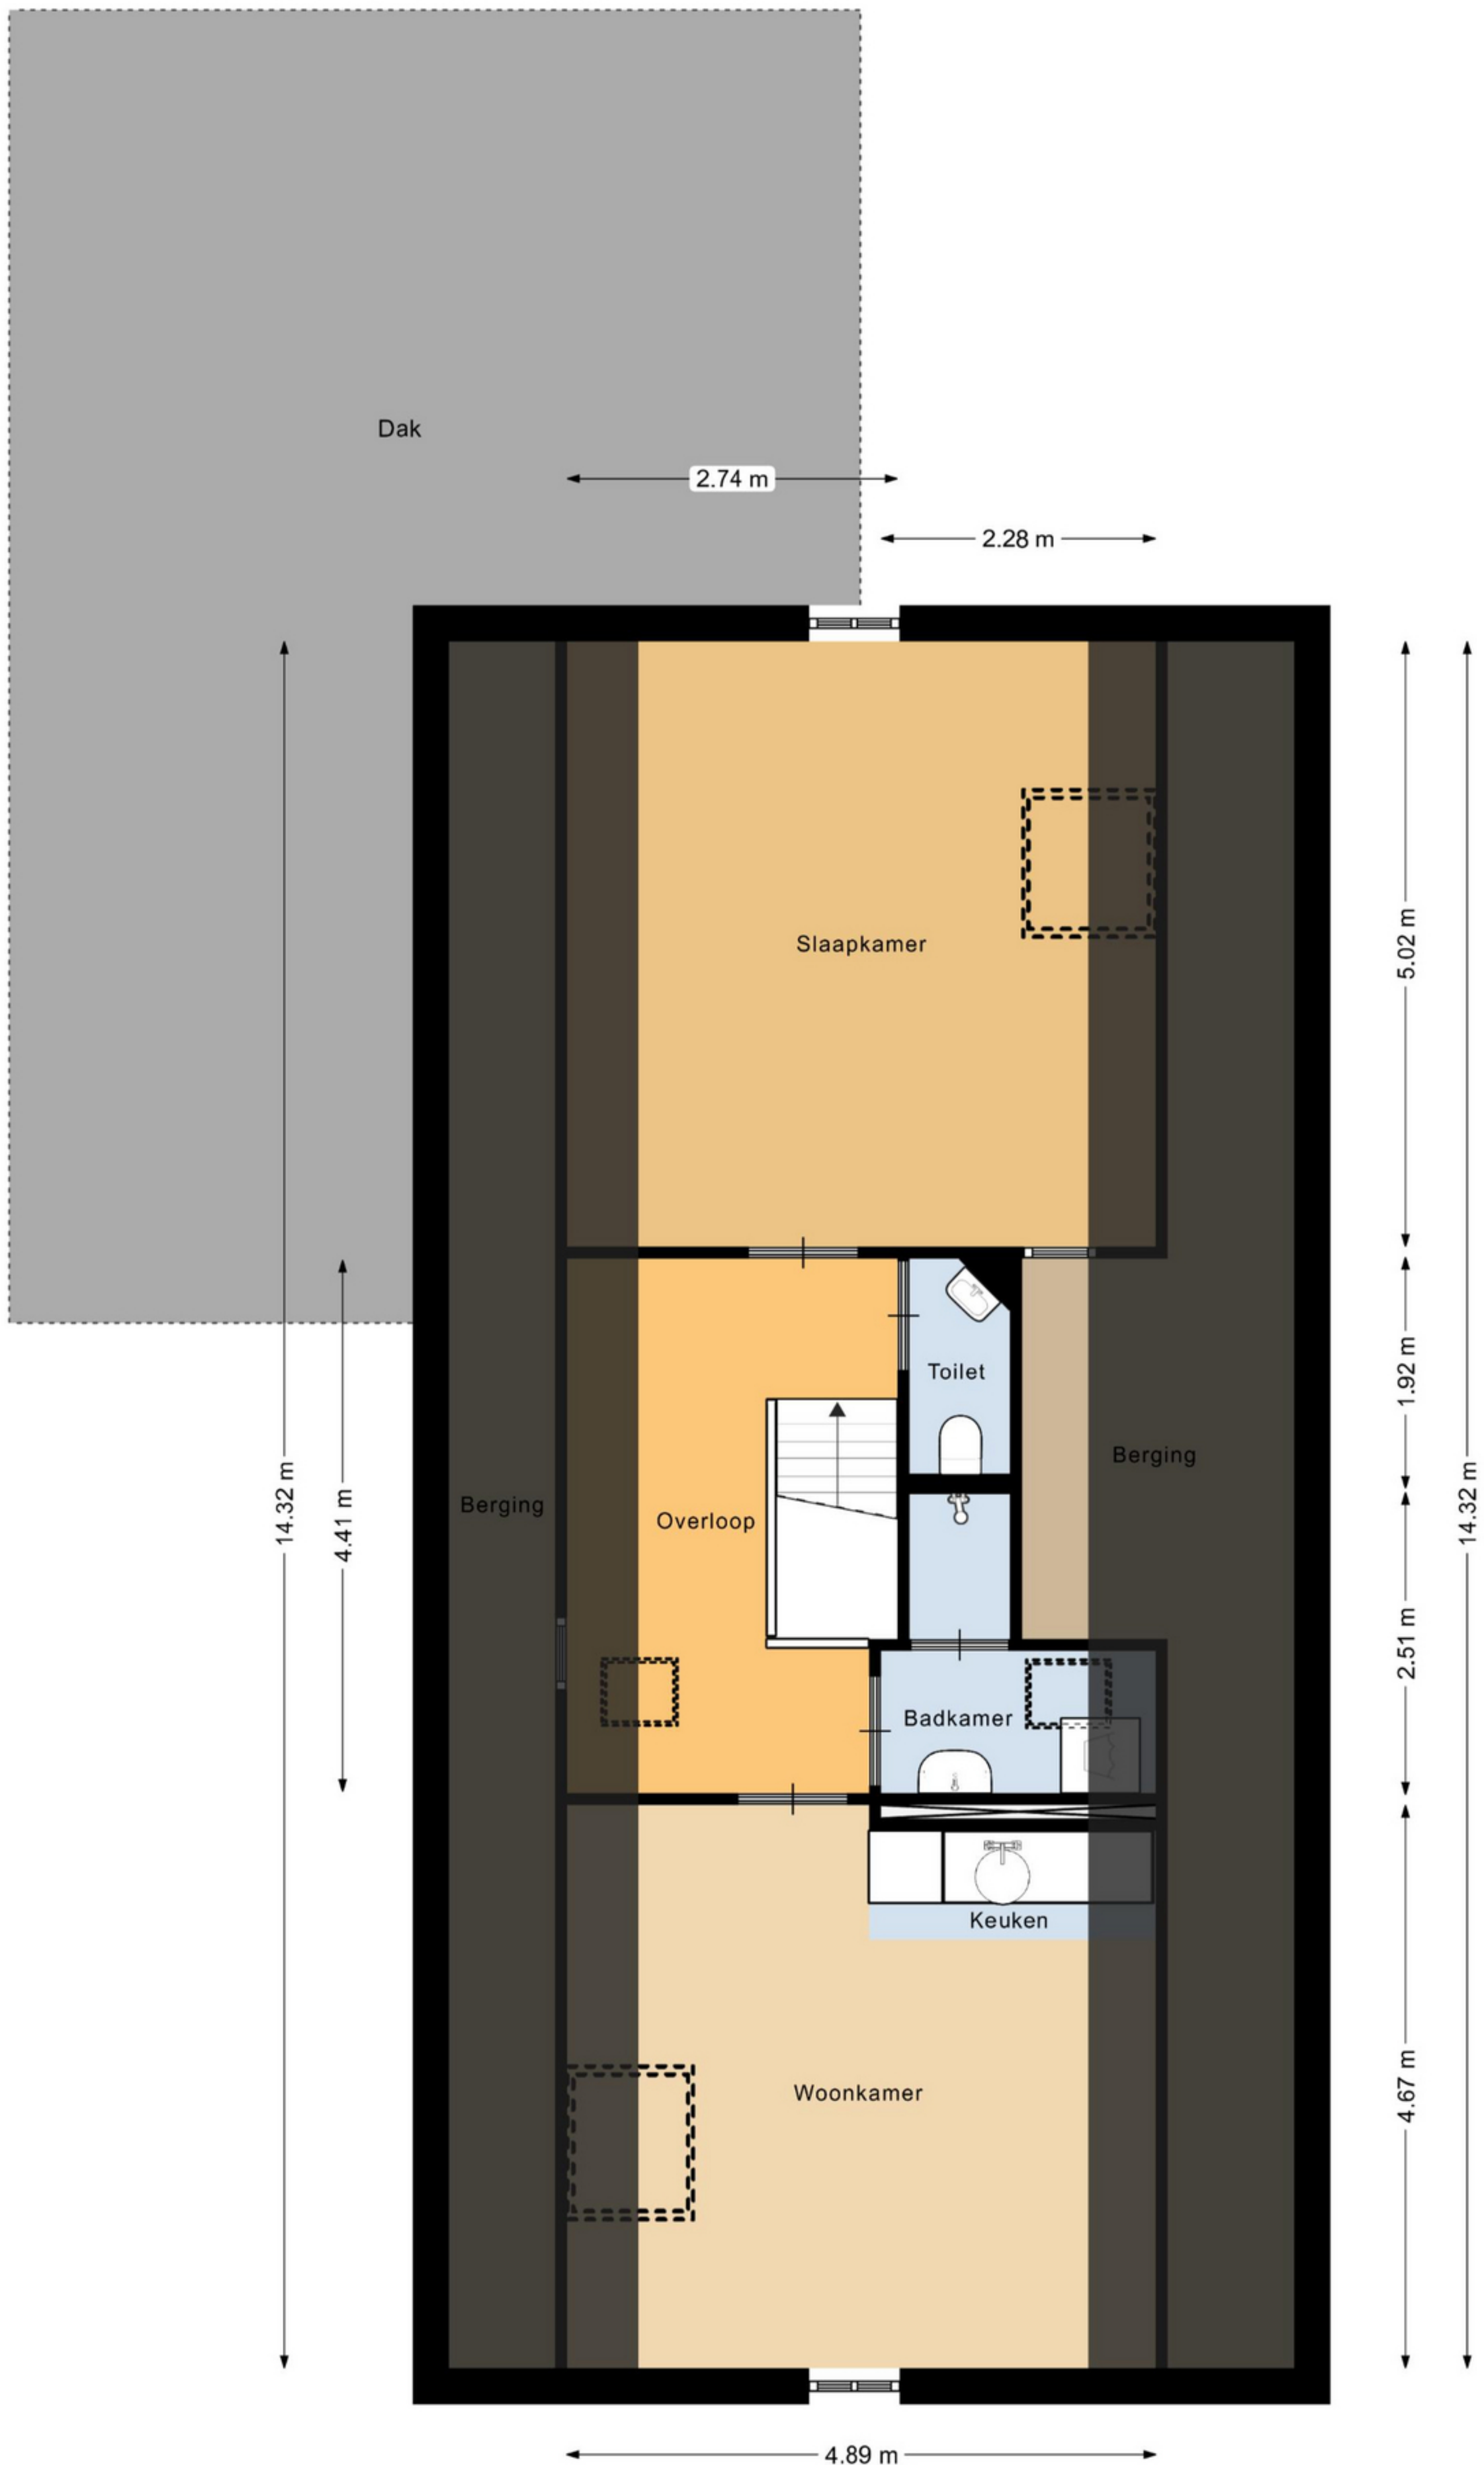 Dak
2.74 m
2.28 m
Slaapkamer
5.02 m
Toilet
1.92 m
Berging
Berging
Overloop
14.32 m
4.41 m
14.32 m
2.51 m
Badkamer
Keuken
Woonkamer
4.67 m
4.89 m